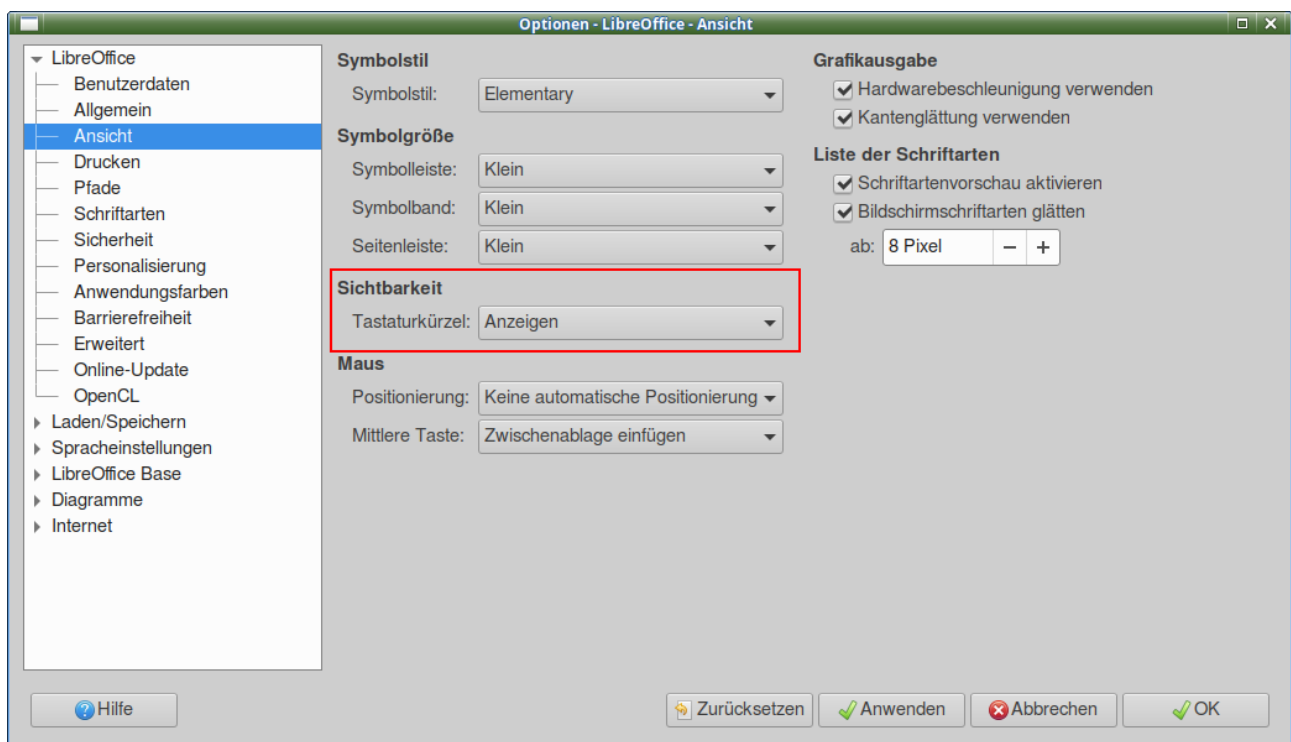 Optionen - LibreOffice - Ansicht
LibreOffice
Benutzerdaten
Allgemein
Ansicht
Drucken
Pfade
Schriftarten
Sicherheit
Personalisierung
Anwendungsfarben
Barrierefreiheit
Erweitert
Online-Update
OpenCL
Laden/Speichern
Spracheinstellungen
LibreOffice Base
Diagramme
Internet
Symbolstil
Symbolstil: Elementary
Symbolgröße
Symbolleiste: Klein
Symbolband: Klein
Seitenleiste: Klein
Sichtbarkeit
Tastaturkürzel: Anzeigen
Maus
Positionierung: Keine automatische Positionierung
Mittlere Taste: Zwischenablage einfügen
Grafikausgabe
Hardwarebeschleunigung verwenden
Kantenglättung verwenden
Liste der Schriftarten
Schriftartenvorschau aktivieren
Bildschirmschriftarten glätten
ab: 8 Pixel
Hilfe Zurücksetzen Anwenden Abbrechen OK